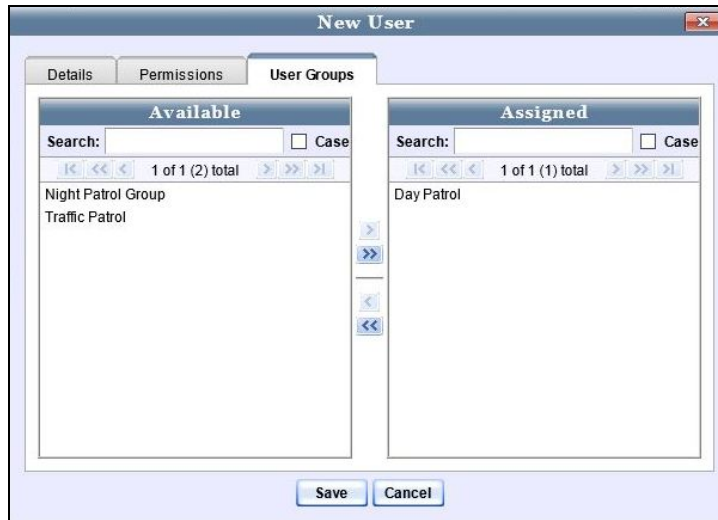 New User
Details Permissions User Groups
Available
Search: Case
1 of 1 (2) total
Night Patrol Group
Traffic Patrol
> 
>>
<
<<
Assigned
Search: Case
1 of 1 (1) total
Day Patrol
Save Cancel